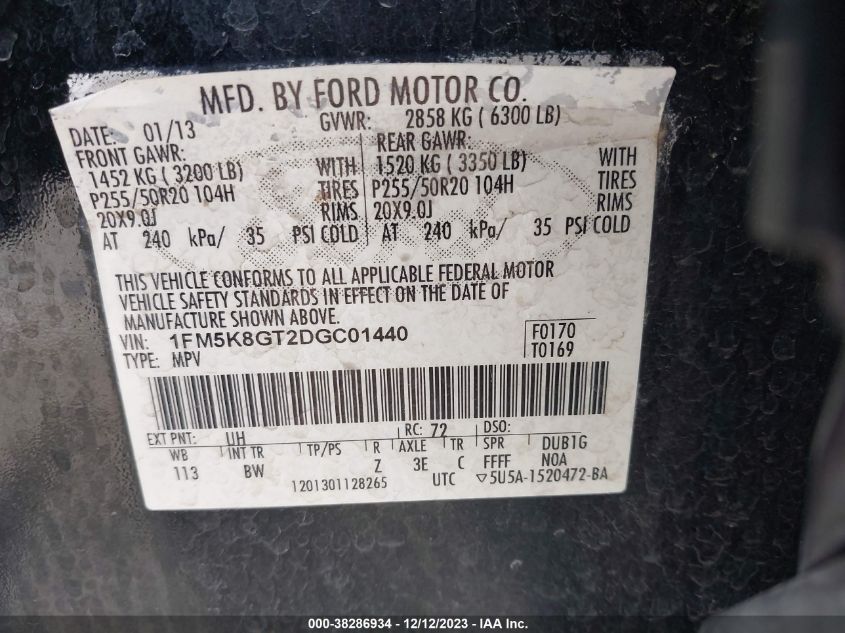 MFD. BY FORD MOTOR CO.
DATE: 01/13 GVWR: 2858 KG ( 6300 LB)
FRONT GAWR: REAR GAWR:
1452 KG ( 3200 LB) WITH 1520 KG ( 3350 LB) WITH
P255/50R20 104H TIRES P255/50R20 104H TIRES
20X9.0J RIMS 20X9.0J RIMS
AT 240 kPa/ 35 PSI COLD AT 240 kPa/ 35 PSI COLD
THIS VEHICLE CONFORMS TO ALL APPLICABLE FEDERAL MOTOR
VEHICLE SAFETY STANDARDS IN EFFECT ON THE DATE OF
MANUFACTURE SHOWN ABOVE.
VIN: 1FM5K8GT2DGC01440 F0170
TYPE: MPV T0169
EXT PNT: UH RC: 72 DSO:
WB INT TR TP/PS R AXLE TR SPR DUB1G
113 BW Z 3E C FFFF NOA
1201301128265 UTC ▽5U5A-1520472-BA
000-38286934 - 12/12/2023 - IAA Inc.